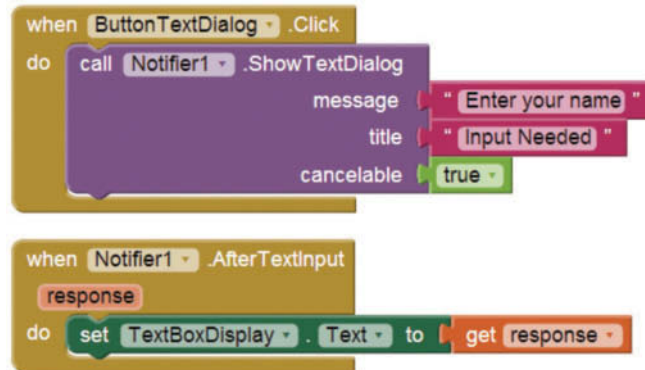 when ButtonTextDialog .Click
do call Notifier1 .ShowTextDialog
message " Enter your name "
title " Input Needed "
cancelable true
when Notifier1 .AfterTextInput
response
do set TextBoxDisplay . Text to get response